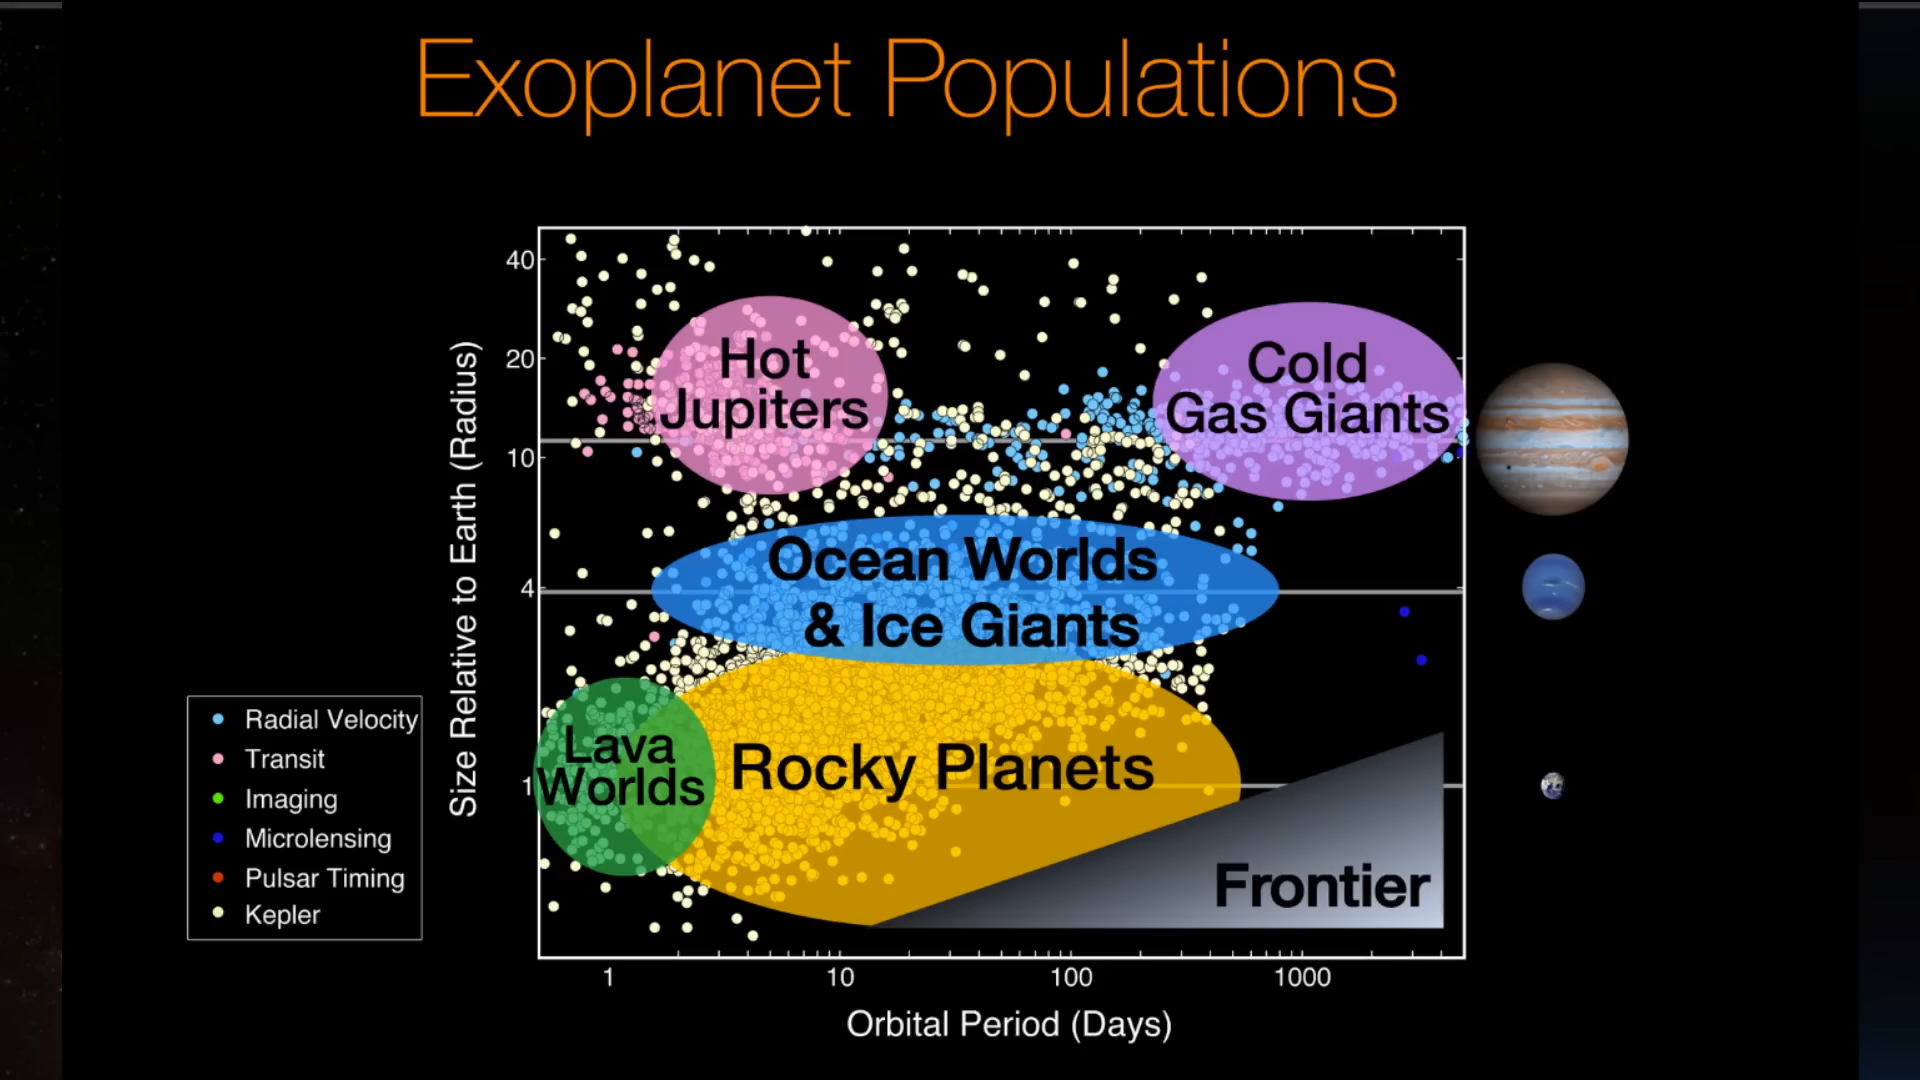 Exoplanet Populations
40
20
10
4
1
Size Relative to Earth (Radius)
Hot
Jupiters
Cold
Gas Giants
Ocean Worlds
& Ice Giants
Lava
Worlds
Rocky Planets
Frontier
Radial Velocity
Transit
Imaging
Microlensing
Pulsar Timing
Kepler
1 10 100 1000
Orbital Period (Days)